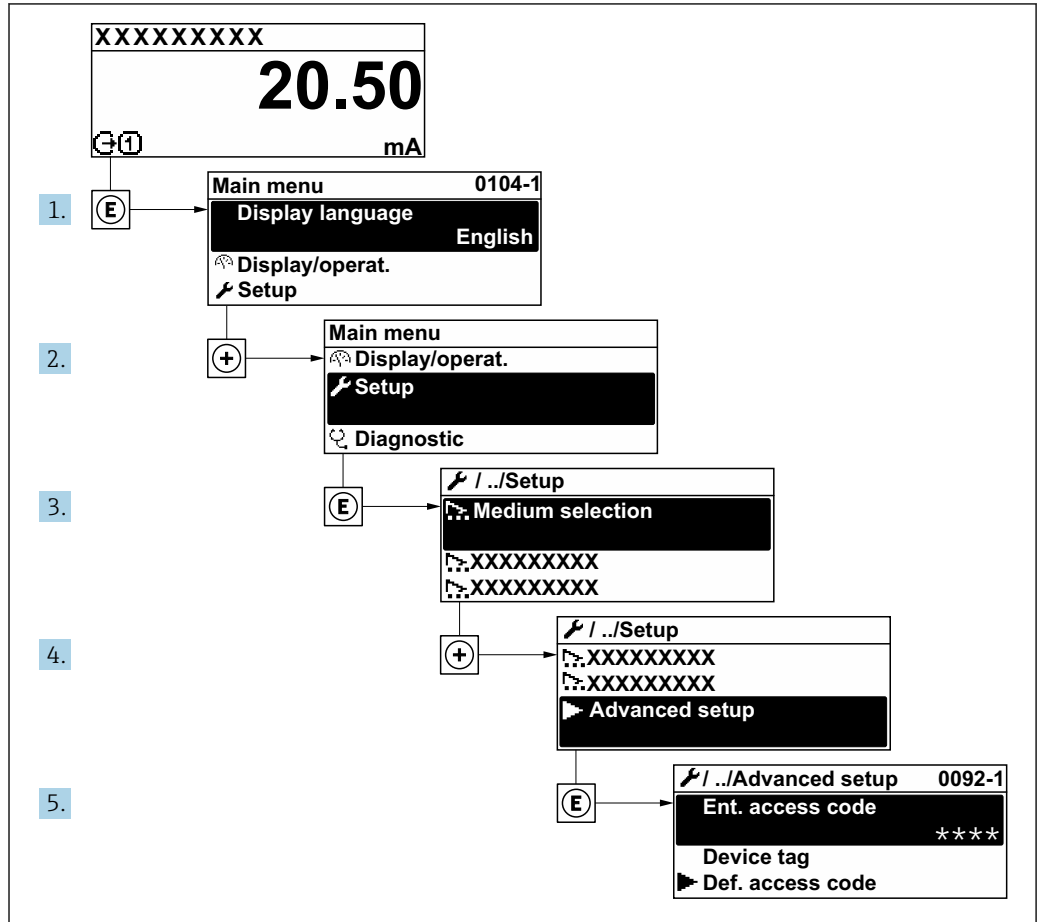 XXXXXXXXX
20.50
1
mA
1.
E
Main menu 0104-1
Display language
English
Display/operat.
Setup
2.
+
Main menu
Display/operat.
Setup
Diagnostic
3.
E
/ ../Setup
Medium selection
XXXXXXXXX
XXXXXXXXX
4.
+
/ ../Setup
XXXXXXXXX
XXXXXXXXX
Advanced setup
5.
E
/ ../Advanced setup 0092-1
Ent. access code
****
Device tag
Def. access code